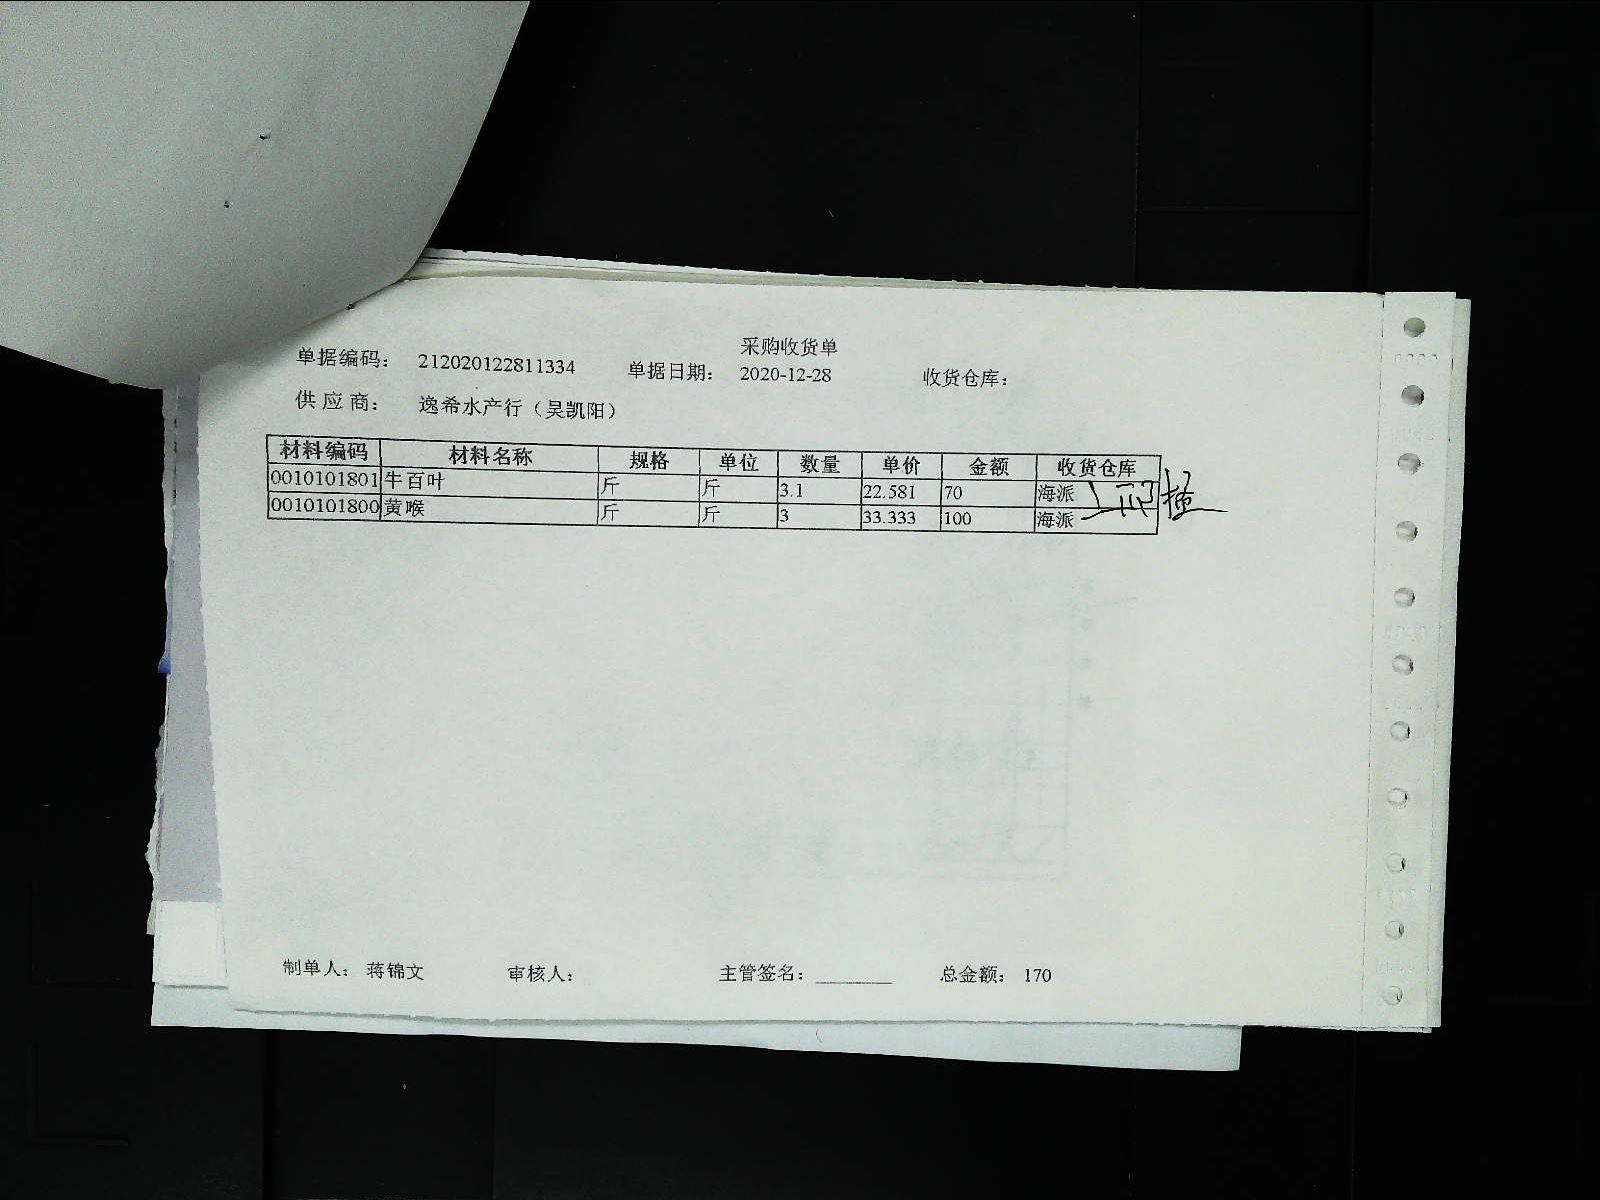 采购收货单
单据编码： 212020122811334 单据日期： 2020-12-28 收货仓库：
供应商： 逸希水产行（吴凯阳）
材料编码 材料名称 规格 单位 数量 单价 金额 收货仓库
0010101801 牛百叶 斤 斤 3.1 22.581 70 海派
0010101800 黄喉 斤 斤 3 33.333 100 海派
制单人： 蒋锦文 审核人： 主管签名：________ 总金额： 170